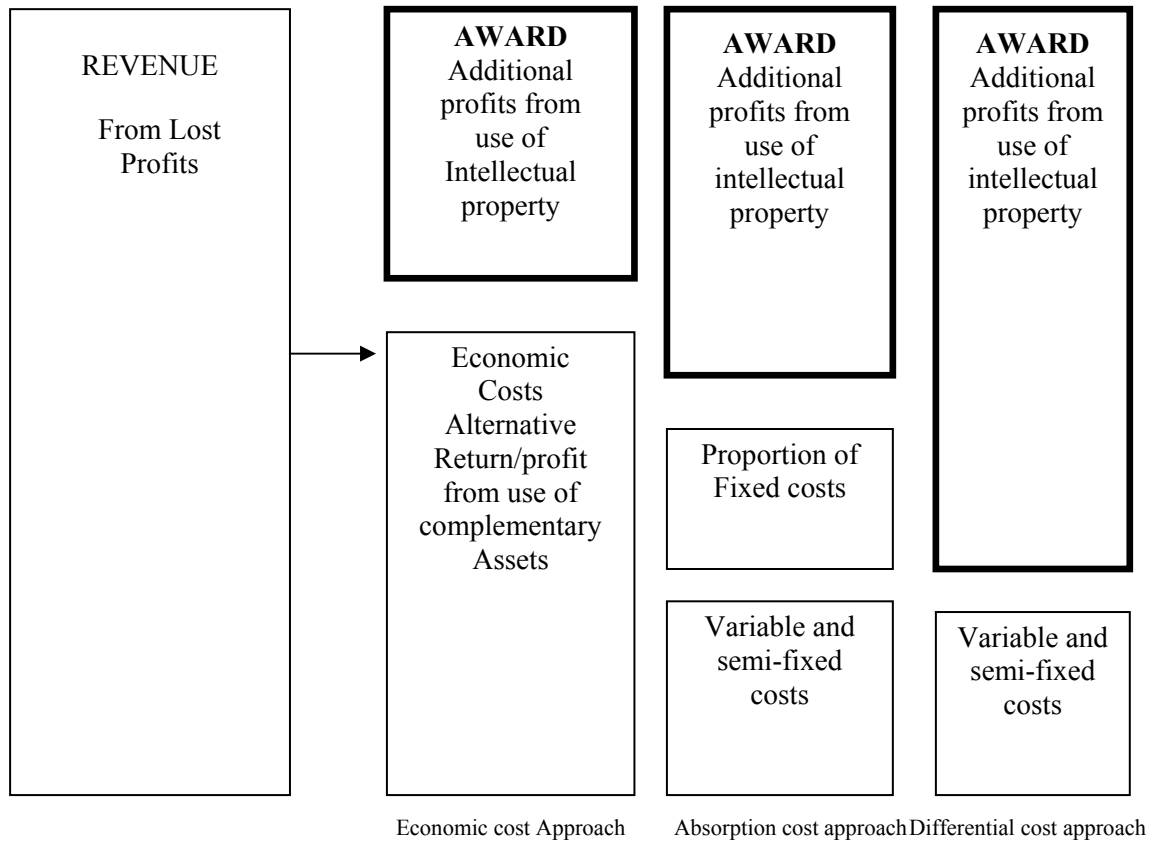 REVENUE
From Lost
Profits
AWARD
Additional
profits from
use of
Intellectual
property
Economic
Costs
Alternative
Return/profit
from use of
complementary
Assets
AWARD
Additional
profits from
use of
intellectual
property
Proportion of
Fixed costs
Variable and
semi-fixed
costs
AWARD
Additional
profits from
use of
intellectual
property
Variable and
semi-fixed
costs
Economic cost Approach
Absorption cost approach
Differential cost approach